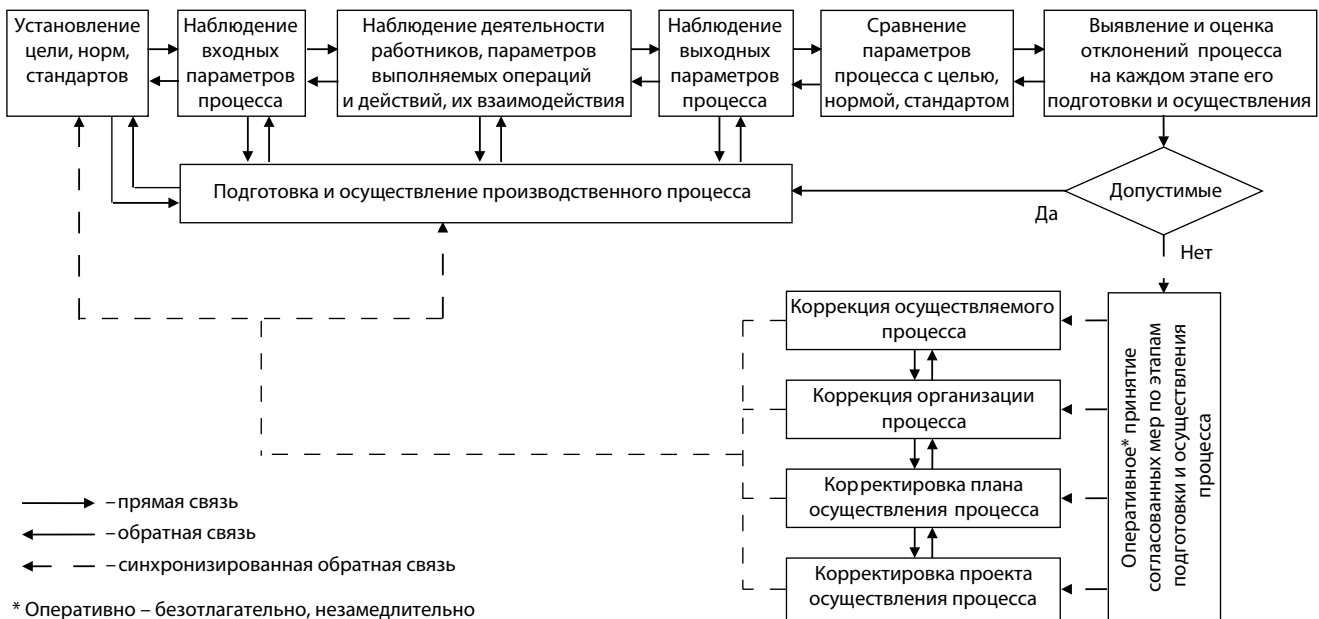 Установление
цели, норм,
стандартов
Наблюдение
входных
параметров
процесса
Наблюдение деятельности
работников, параметров
выполняемых операций
и действий, их взаимодействия
Наблюдение
выходных
параметров
процесса
Сравнение
параметров
процесса с целью,
нормой, стандартом
Выявление и оценка
отклонений процесса
на каждом этапе его
подготовки и осуществления
Подготовка и осуществление производственного процесса
Допустимые
Да
Нет
Коррекция осуществляемого
процесса
Коррекция организации
процесса
Корректировка плана
осуществления процесса
Корректировка проекта
осуществления процесса
Оперативное* принятие
согласованных мер по этапам
подготовки и осуществления
процесса
– прямая связь
– обратная связь
– синхронизированная обратная связь
* Оперативно – безотлагательно, незамедлительно